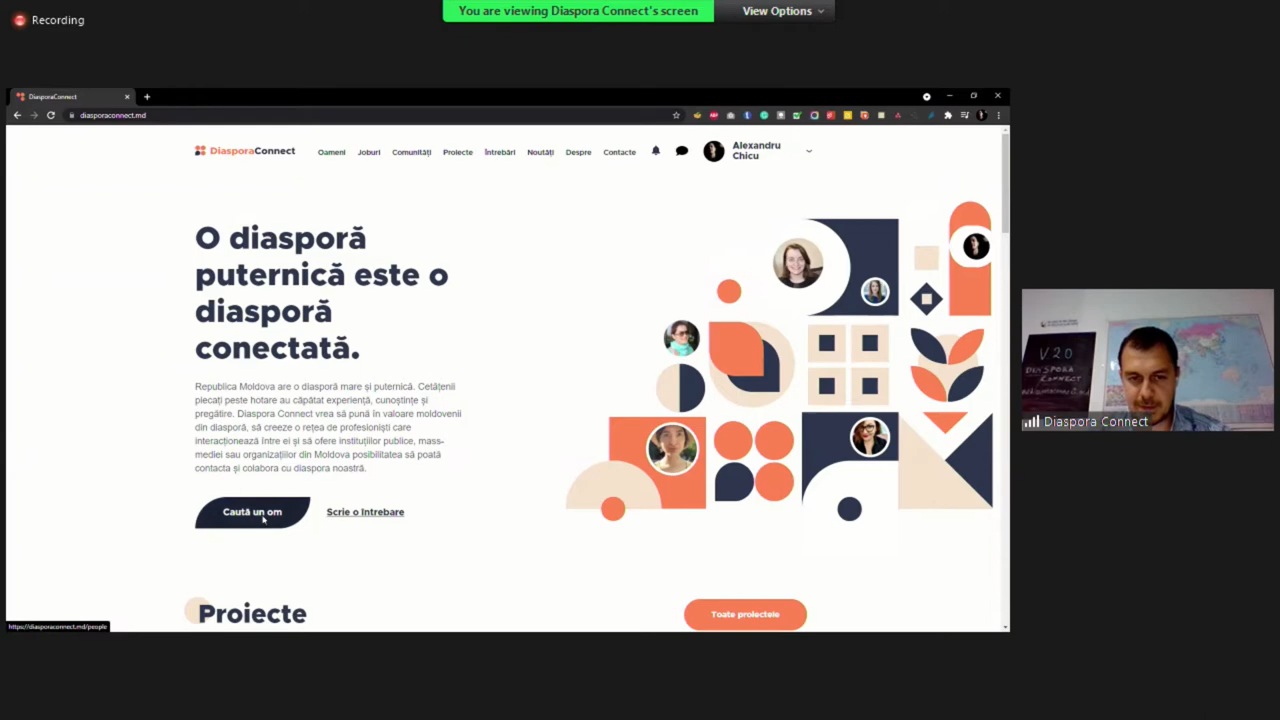 Recording
You are viewing Diaspora Connect's screen
View Options
DiasporaConnect
diasporaconnect.md
DiasporaConnect
Oameni
Joburi
Comunități
Proiecte
Întrebări
Noutăți
Despre
Contacte
Alexandru
Chicu
O diasporă
puternică este o
diasporă
conectată.
Republica Moldova are o diasporă mare și puternică. Cetățenii
plecați peste hotare au căpătat experiență, cunoștințe și
pregătire. Diaspora Connect vrea să pună în valoare moldovenii
din diasporă, să creeze o rețea de profesioniști care
interacționează între ei și să ofere instituțiilor publice, mass-
mediei sau organizațiilor din Moldova posibilitatea să poată
contacta și colabora cu diaspora noastră.
Caută un om
Scrie o întrebare
Proiecte
Toate proiectele
https://diasporaconnect.md/people
V 2.0
DIASPORA
CONNECT
Diaspora Connect